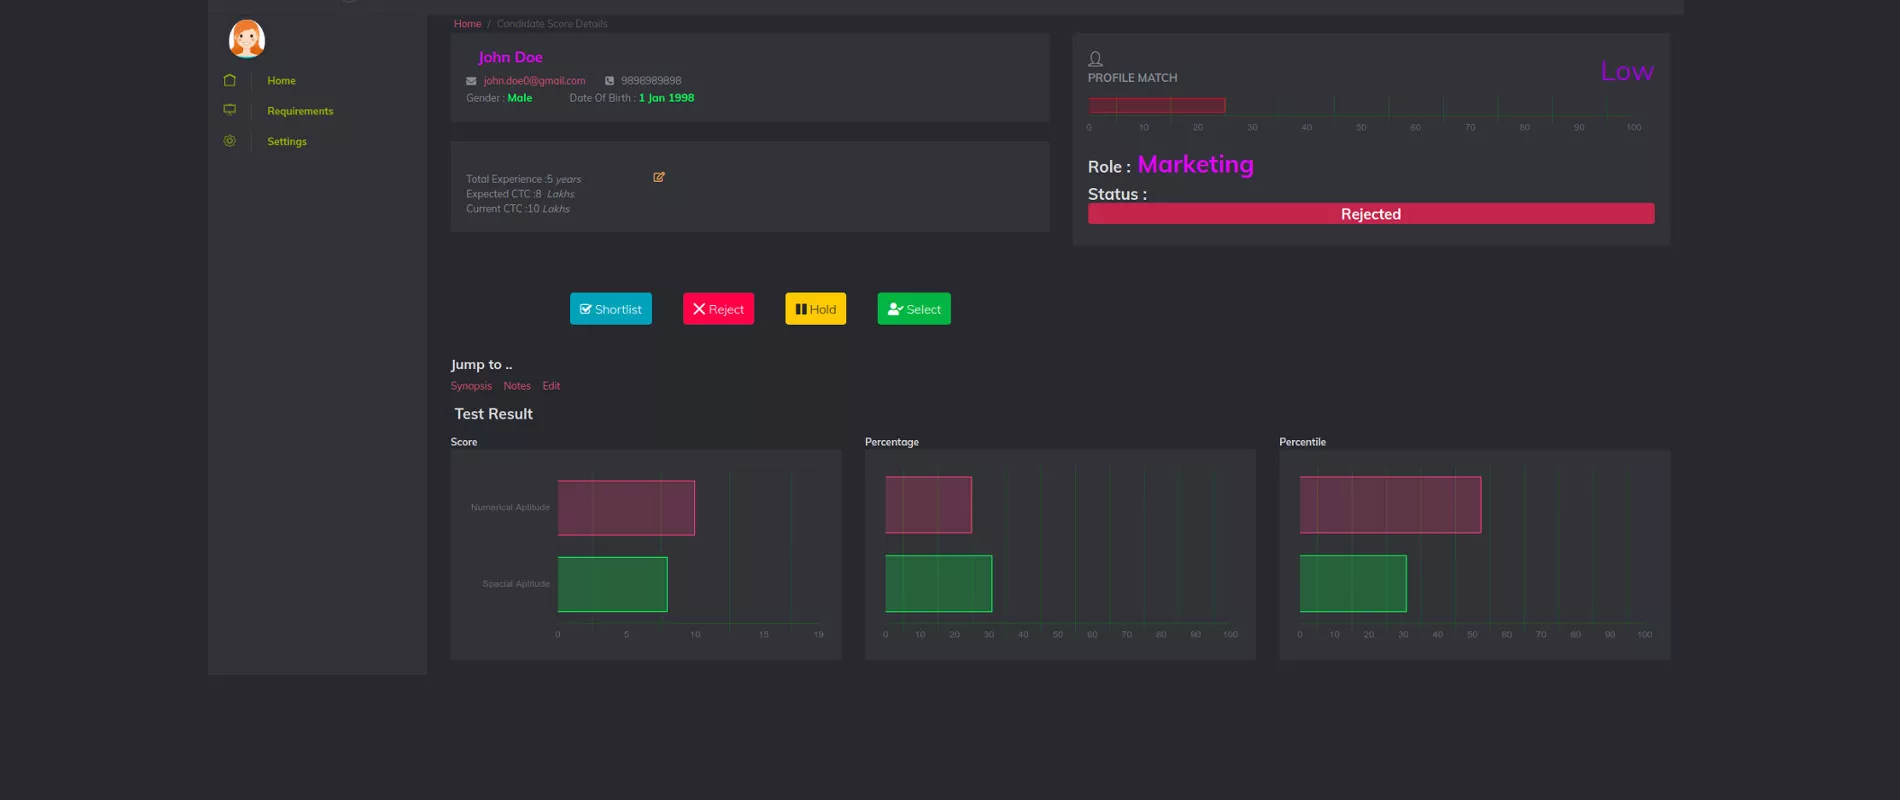 Home / Candidate Score Details
Home
Requirements
Settings
John Doe
john.doe0@gmail.com 9898989898
Gender : Male Date Of Birth : 1 Jan 1998
Total Experience :5 years
Expected CTC :8 Lakhs
Current CTC :10 Lakhs
PROFILE MATCH
Low
0 10 20 30 40 50 60 70 80 90 100
Role : Marketing
Status :
Rejected
Shortlist Reject Hold Select
Jump to ..
Synopsis Notes Edit
Test Result
Score
Numerical Aptitude
Spacial Aptitude
0 5 10 15 19
Percentage
0 10 20 30 40 50 60 70 80 90 100
Percentile
0 10 20 30 40 50 60 70 80 90 100